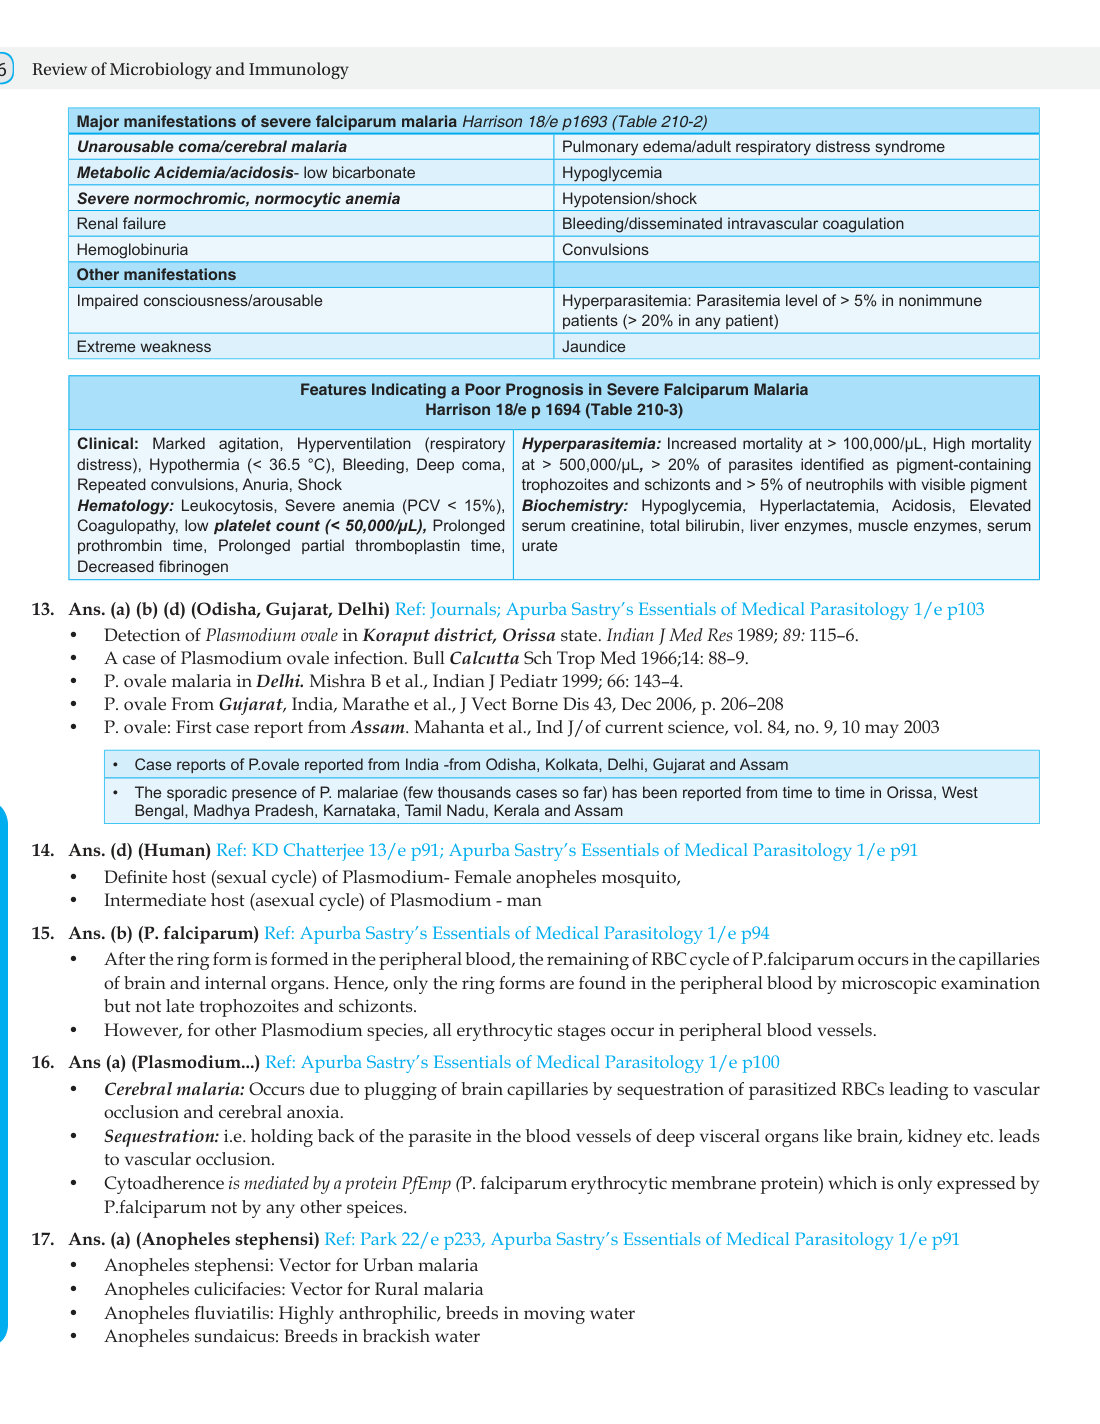 6 Review of Microbiology and Immunology
Major manifestations of severe falciparum malaria Harrison 18/e p1693 (Table 210-2)
Unarousable coma/cerebral malaria Pulmonary edema/adult respiratory distress syndrome
Metabolic Acidemia/acidosis- low bicarbonate Hypoglycemia
Severe normochromic, normocytic anemia Hypotension/shock
Renal failure Bleeding/disseminated intravascular coagulation
Hemoglobinuria Convulsions
Other manifestations
Impaired consciousness/arousable Hyperparasitemia: Parasitemia level of > 5% in nonimmune
patients (> 20% in any patient)
Extreme weakness Jaundice
Features Indicating a Poor Prognosis in Severe Falciparum Malaria
Harrison 18/e p 1694 (Table 210-3)
Clinical: Marked agitation, Hyperventilation (respiratory
distress), Hypothermia (< 36.5 °C), Bleeding, Deep coma,
Repeated convulsions, Anuria, Shock
Hematology: Leukocytosis, Severe anemia (PCV < 15%),
Coagulopathy, low platelet count (< 50,000/µL), Prolonged
prothrombin time, Prolonged partial thromboplastin time,
Decreased fibrinogen
Hyperparasitemia: Increased mortality at > 100,000/µL, High mortality
at > 500,000/µL, > 20% of parasites identified as pigment-containing
trophozoites and schizonts and > 5% of neutrophils with visible pigment
Biochemistry: Hypoglycemia, Hyperlactatemia, Acidosis, Elevated
serum creatinine, total bilirubin, liver enzymes, muscle enzymes, serum
urate
13. Ans. (a) (b) (d) (Odisha, Gujarat, Delhi) Ref: Journals; Apurba Sastry's Essentials of Medical Parasitology 1/e p103
• Detection of Plasmodium ovale in Koraput district, Orissa state. Indian J Med Res 1989; 89: 115–6.
• A case of Plasmodium ovale infection. Bull Calcutta Sch Trop Med 1966;14: 88–9.
• P. ovale malaria in Delhi. Mishra B et al., Indian J Pediatr 1999; 66: 143–4.
• P. ovale From Gujarat, India, Marathe et al., J Vect Borne Dis 43, Dec 2006, p. 206–208
• P. ovale: First case report from Assam. Mahanta et al., Ind J/of current science, vol. 84, no. 9, 10 may 2003
• Case reports of P.ovale reported from India -from Odisha, Kolkata, Delhi, Gujarat and Assam
• The sporadic presence of P. malariae (few thousands cases so far) has been reported from time to time in Orissa, West
Bengal, Madhya Pradesh, Karnataka, Tamil Nadu, Kerala and Assam
14. Ans. (d) (Human) Ref: KD Chatterjee 13/e p91; Apurba Sastry's Essentials of Medical Parasitology 1/e p91
• Definite host (sexual cycle) of Plasmodium- Female anopheles mosquito,
• Intermediate host (asexual cycle) of Plasmodium - man
15. Ans. (b) (P. falciparum) Ref: Apurba Sastry's Essentials of Medical Parasitology 1/e p94
• After the ring form is formed in the peripheral blood, the remaining of RBC cycle of P.falciparum occurs in the capillaries
of brain and internal organs. Hence, only the ring forms are found in the peripheral blood by microscopic examination
but not late trophozoites and schizonts.
• However, for other Plasmodium species, all erythrocytic stages occur in peripheral blood vessels.
16. Ans (a) (Plasmodium...) Ref: Apurba Sastry's Essentials of Medical Parasitology 1/e p100
• Cerebral malaria: Occurs due to plugging of brain capillaries by sequestration of parasitized RBCs leading to vascular
occlusion and cerebral anoxia.
• Sequestration: i.e. holding back of the parasite in the blood vessels of deep visceral organs like brain, kidney etc. leads
to vascular occlusion.
• Cytoadherence is mediated by a protein PfEmp (P. falciparum erythrocytic membrane protein) which is only expressed by
P.falciparum not by any other speices.
17. Ans. (a) (Anopheles stephensi) Ref: Park 22/e p233, Apurba Sastry's Essentials of Medical Parasitology 1/e p91
• Anopheles stephensi: Vector for Urban malaria
• Anopheles culicifacies: Vector for Rural malaria
• Anopheles fluviatilis: Highly anthrophilic, breeds in moving water
• Anopheles sundaicus: Breeds in brackish water